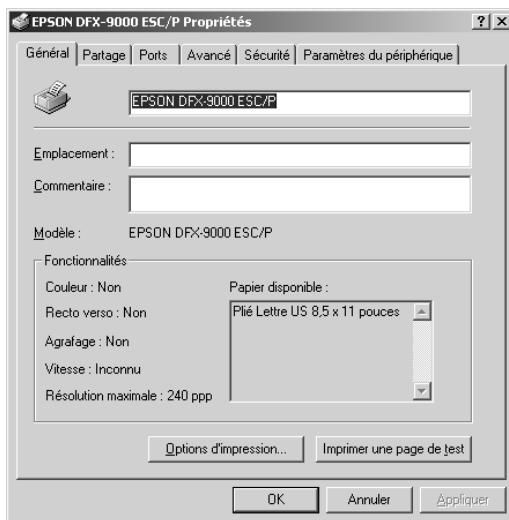 EPSON DFX-9000 ESC/P Propriétés
Général Partage Ports Avancé Sécurité Paramètres du périphérique
EPSON DFX-9000 ESC/P
Emplacement :
Commentaire :
Modèle : EPSON DFX-9000 ESC/P
Fonctionnalités
Couleur : Non Papier disponible :
Recto verso : Non Plié Lettre US 8,5 x 11 pouces
Agrafage : Non
Vitesse : Inconnu
Résolution maximale : 240 ppp
Options d'impression... Imprimer une page de test
OK Annuler Appliquer